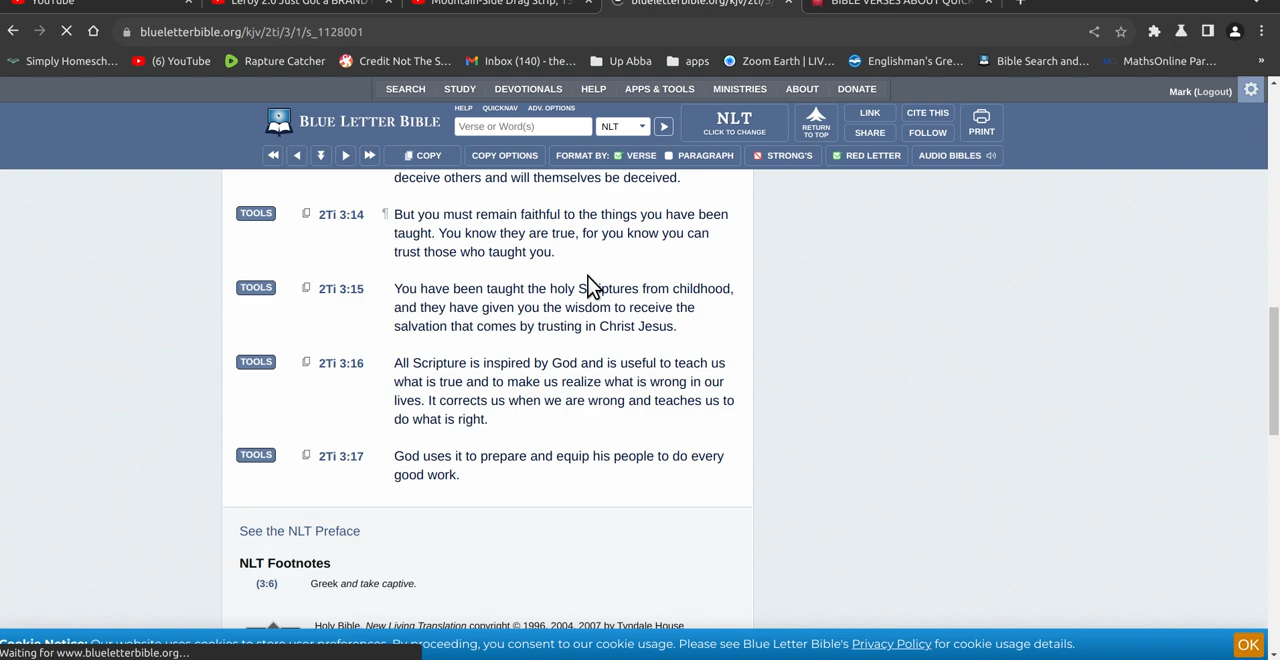 YouTube
Leroy 2.0 Just Got a BRAND
Mountain-Side Drag Strip, 15
blueletterbible.org/kjv/2ti/3/
BIBLE VERSES ABOUT QUICK
blueletterbible.org/kjv/2ti/3/1/s_1128001
Simply Homesch... (6) YouTube Rapture Catcher Credit Not The S... Inbox (140) - the... Up Abba apps Zoom Earth | LIV... Englishman's Gre... Bible Search and... MathsOnline Par... »
SEARCH STUDY DEVOTIONALS HELP APPS & TOOLS MINISTRIES ABOUT DONATE
Mark (Logout)
BLUE LETTER BIBLE
HELP QUICKNAV ADV. OPTIONS
Verse or Word(s) NLT
NLT
CLICK TO CHANGE
RETURN
TO TOP
LINK
SHARE
CITE THIS
FOLLOW
PRINT
COPY COPY OPTIONS FORMAT BY: VERSE PARAGRAPH STRONG'S RED LETTER AUDIO BIBLES
deceive others and will themselves be deceived.
TOOLS 2Ti 3:14 ¶ But you must remain faithful to the things you have been
taught. You know they are true, for you know you can
trust those who taught you.
TOOLS 2Ti 3:15 You have been taught the holy Scriptures from childhood,
and they have given you the wisdom to receive the
salvation that comes by trusting in Christ Jesus.
TOOLS 2Ti 3:16 All Scripture is inspired by God and is useful to teach us
what is true and to make us realize what is wrong in our
lives. It corrects us when we are wrong and teaches us to
do what is right.
TOOLS 2Ti 3:17 God uses it to prepare and equip his people to do every
good work.
See the NLT Preface
NLT Footnotes
(3:6) Greek and take captive.
Holy Bible, New Living Translation copyright © 1996, 2004, 2007 by Tyndale House
Cookie Notice: Our website uses cookies to store user preferences. By proceeding, you consent to our cookie usage. Please see Blue Letter Bible's Privacy Policy for cookie usage details.
OK
Waiting for www.blueletterbible.org...